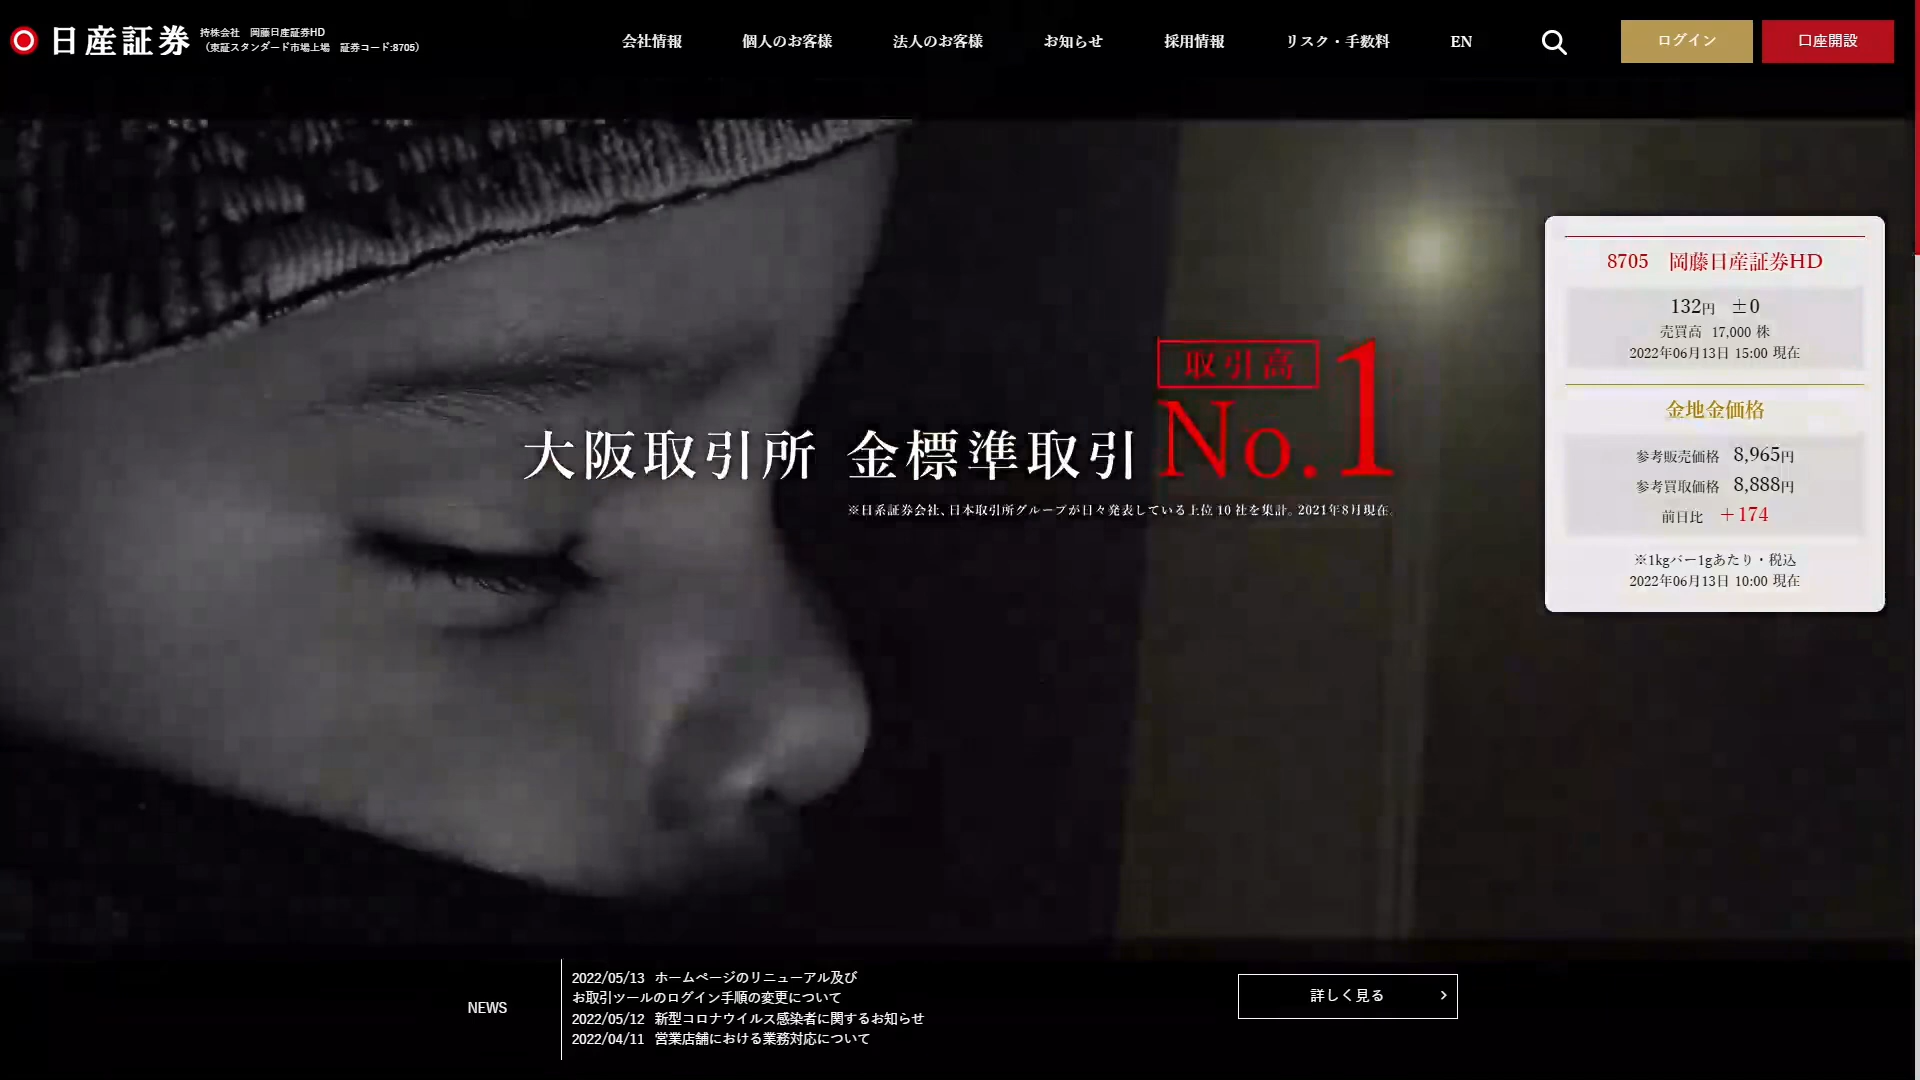 日産証券
持株会社　岡藤日産証券HD
（東証スタンダード市場上場　証券コード:8705）
会社情報
個人のお客様
法人のお客様
お知らせ
採用情報
リスク・手数料
EN
ログイン
口座開設
大阪取引所 金標準取引
取引高
No.1
※日系証券会社、日本取引所グループが日々発表している上位10社を集計。2021年8月現在。
8705　岡藤日産証券HD
132円　±0
売買高　17,000 株
2022年06月13日 15:00 現在
金地金価格
参考販売価格　8,965円
参考買取価格　8,888円
前日比　＋174
※1kgバー1gあたり・税込
2022年06月13日 10:00 現在
NEWS
2022/05/13　ホームページのリニューアル及び
お取引ツールのログイン手順の変更について
2022/05/12　新型コロナウイルス感染者に関するお知らせ
2022/04/11　営業店舗における業務対応について
詳しく見る